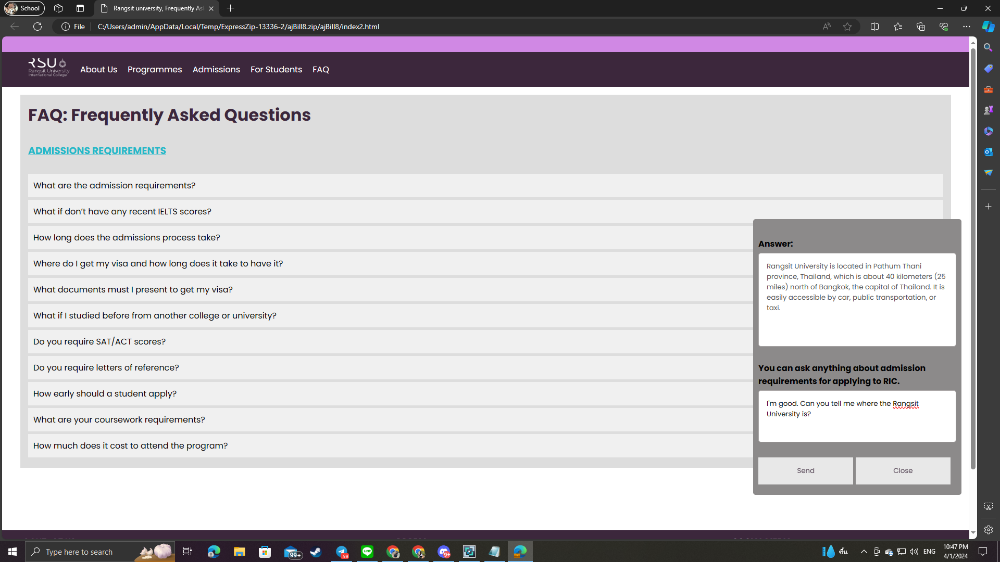 School
Rangsit university, Frequently As
File
C:/Users/admin/AppData/Local/Temp/ExpressZip-13336-2/ajBill8.zip/ajBill8/index2.html
RSU
Rangsit University
International College
About Us
Programmes
Admissions
For Students
FAQ
FAQ: Frequently Asked Questions
ADMISSIONS REQUIREMENTS
What are the admission requirements?
What if don’t have any recent IELTS scores?
How long does the admissions process take?
Where do I get my visa and how long does it take to have it?
What documents must I present to get my visa?
What if I studied before from another college or university?
Do you require SAT/ACT scores?
Do you require letters of reference?
How early should a student apply?
What are your coursework requirements?
How much does it cost to attend the program?
Answer:
Rangsit University is located in Pathum Thani
province, Thailand, which is about 40 kilometers (25
miles) north of Bangkok, the capital of Thailand. It is
easily accessible by car, public transportation, or
taxi.
You can ask anything about admission
requirements for applying to RIC.
I'm good. Can you tell me where the Rangsit
University is?
Send
Close
Type here to search
99+
99
LINE
9+
ชื้น
ENG
10:47 PM
4/1/2024